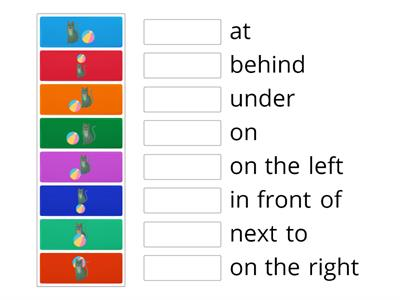 at
behind
under
on
on the left
in front of
next to
on the right